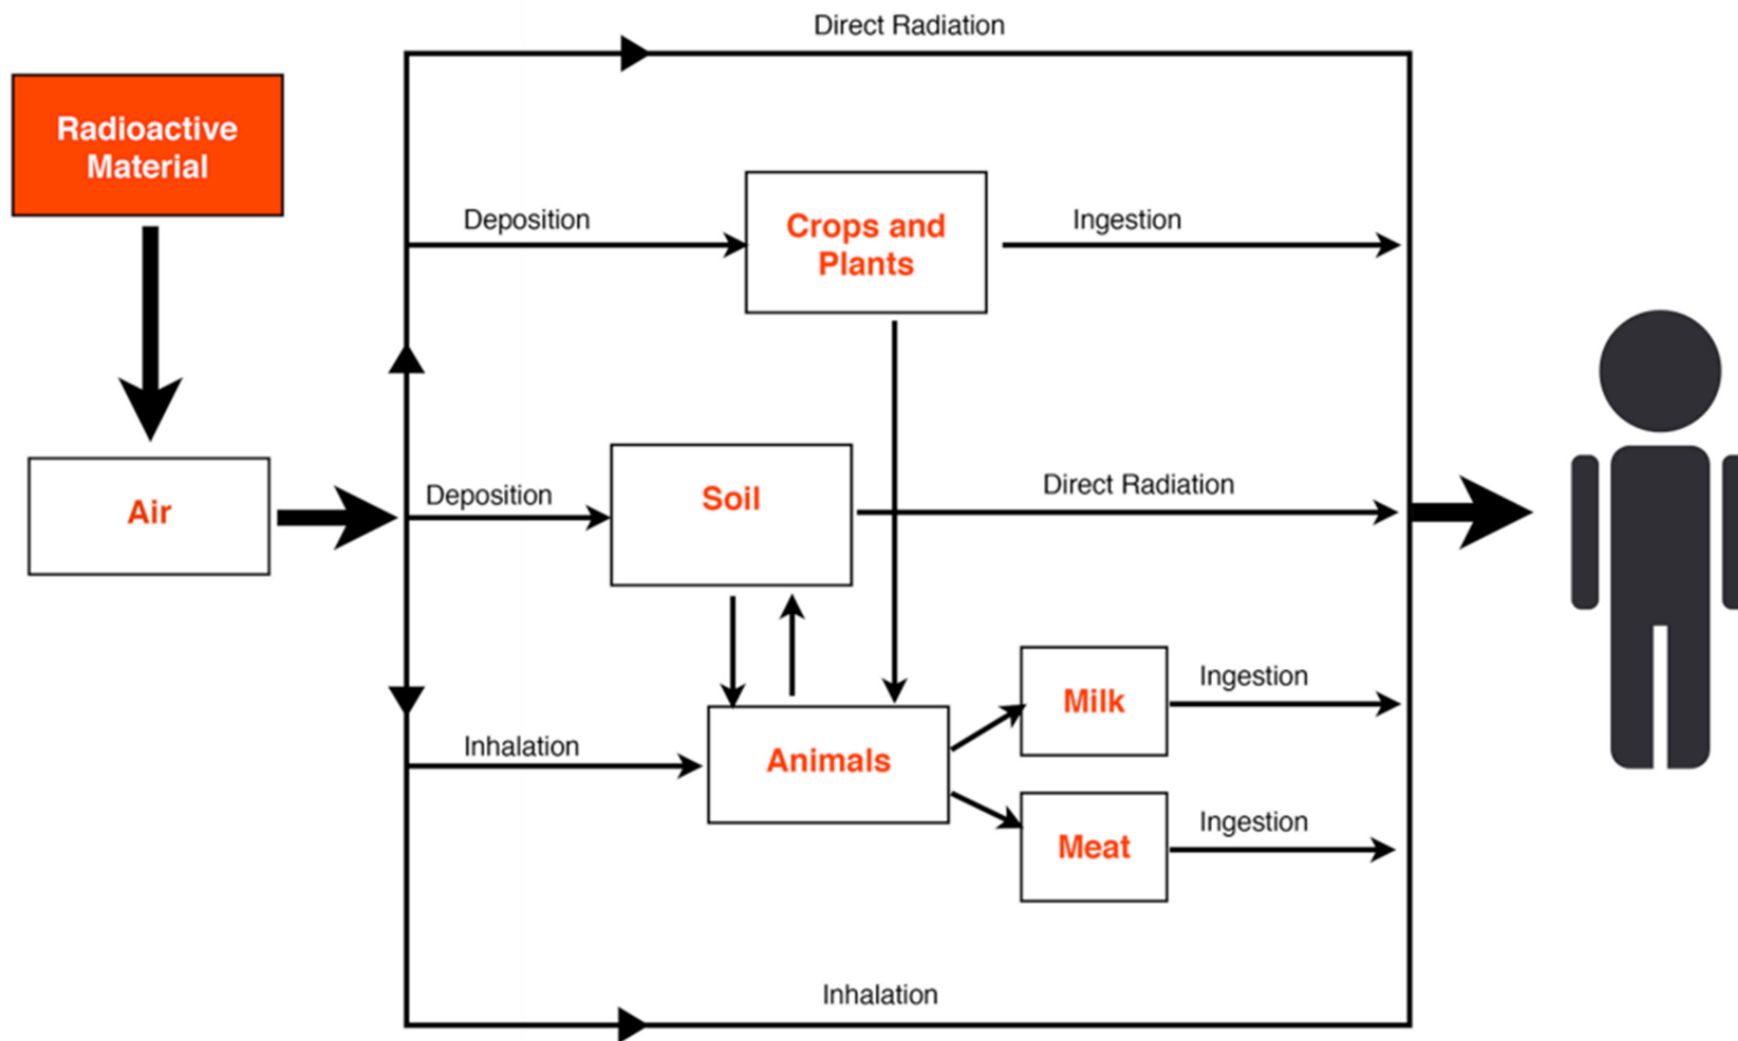 Direct Radiation
Radioactive
Material
Deposition
Crops and
Plants
Ingestion
Air
Deposition
Soil
Direct Radiation
Inhalation
Animals
Milk
Ingestion
Meat
Ingestion
Inhalation